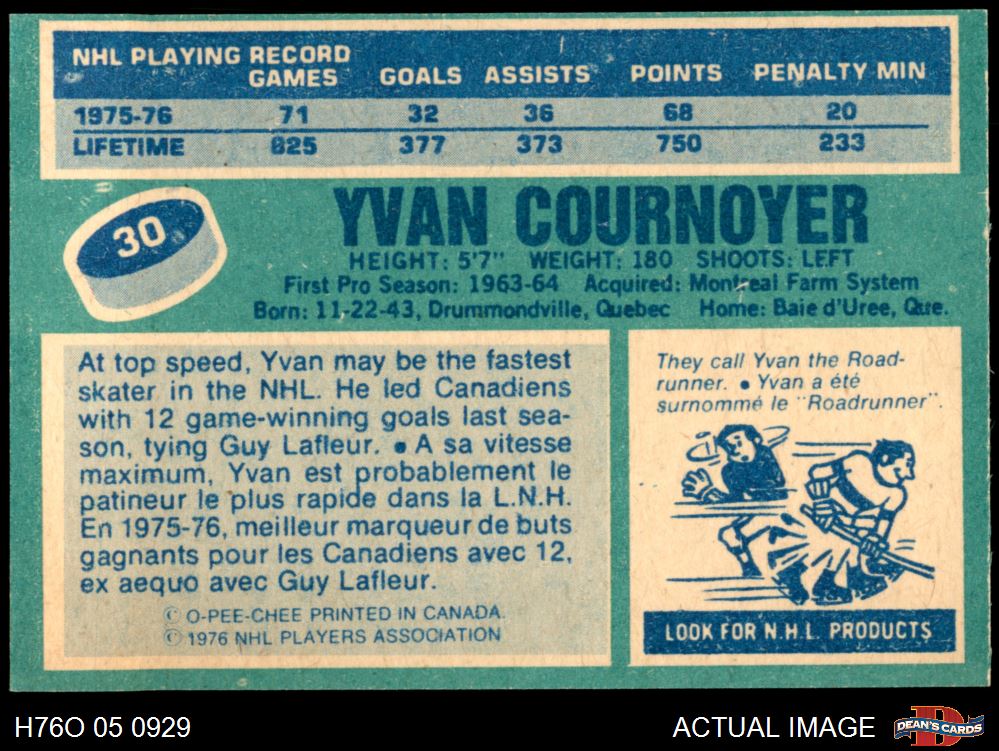 NHL PLAYING RECORD
GAMES GOALS ASSISTS POINTS PENALTY MIN
1975-76 71 32 36 68 20
LIFETIME 825 377 373 750 233
30
YVAN COURNOYER
HEIGHT: 5'7" WEIGHT: 180 SHOOTS: LEFT
First Pro Season: 1963-64 Acquired: Montreal Farm System
Born: 11-22-43, Drummondville, Quebec Home: Baie d'Uree, Que.
At top speed, Yvan may be the fastest
skater in the NHL. He led Canadiens
with 12 game-winning goals last sea-
son, tying Guy Lafleur. • A sa vitesse
maximum, Yvan est probablement le
patineur le plus rapide dans la L.N.H.
En 1975-76, meilleur marqueur de buts
gagnants pour les Canadiens avec 12,
ex aequo avec Guy Lafleur.
© O-PEE-CHEE PRINTED IN CANADA.
© 1976 NHL PLAYERS ASSOCIATION
They call Yvan the Road-
runner. • Yvan a été
surnommé le "Roadrunner".
LOOK FOR N.H.L. PRODUCTS
H76O 05 0929
ACTUAL IMAGE
DEAN'S CARDS